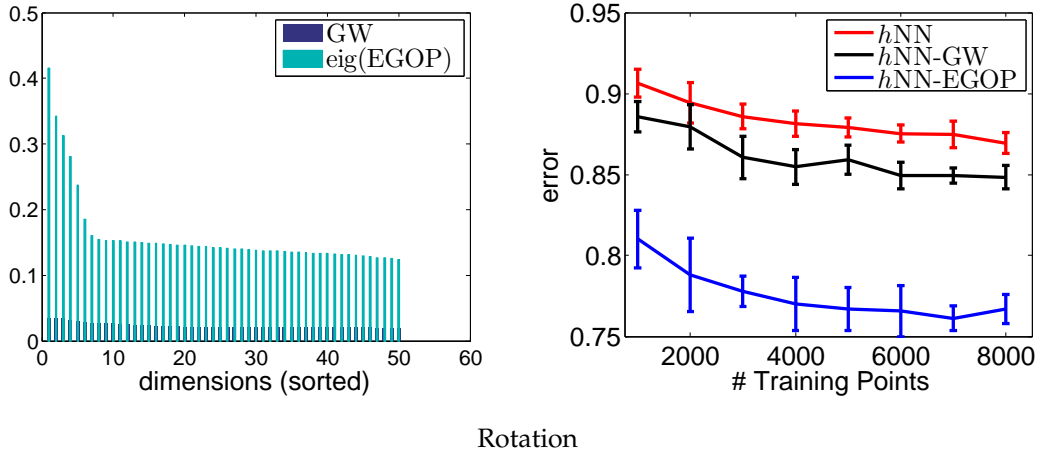 0.5
0.4
0.3
0.2
0.1
0
0 10 20 30 40 50 60
dimensions (sorted)
GW
eig(EGOP)
0.95
0.9
0.85
0.8
0.75
error
2000 4000 6000 8000
# Training Points
hNN
hNN-GW
hNN-EGOP
Rotation